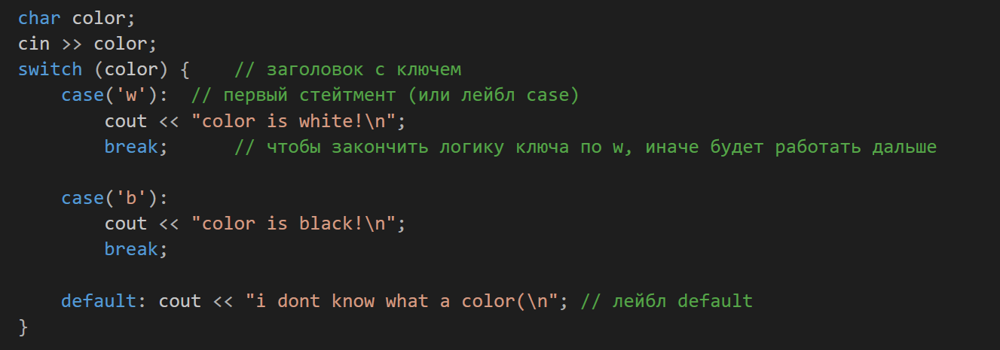 char color;
cin >> color;
switch (color) {    // заголовок с ключем
    case('w'):  // первый стейтмент (или лейбл case)
        cout << "color is white!\n";
        break;      // чтобы закончить логику ключа по w, иначе будет работать дальше
    case('b'):
        cout << "color is black!\n";
        break;
    default: cout << "i dont know what a color(\n"; // лейбл default
}